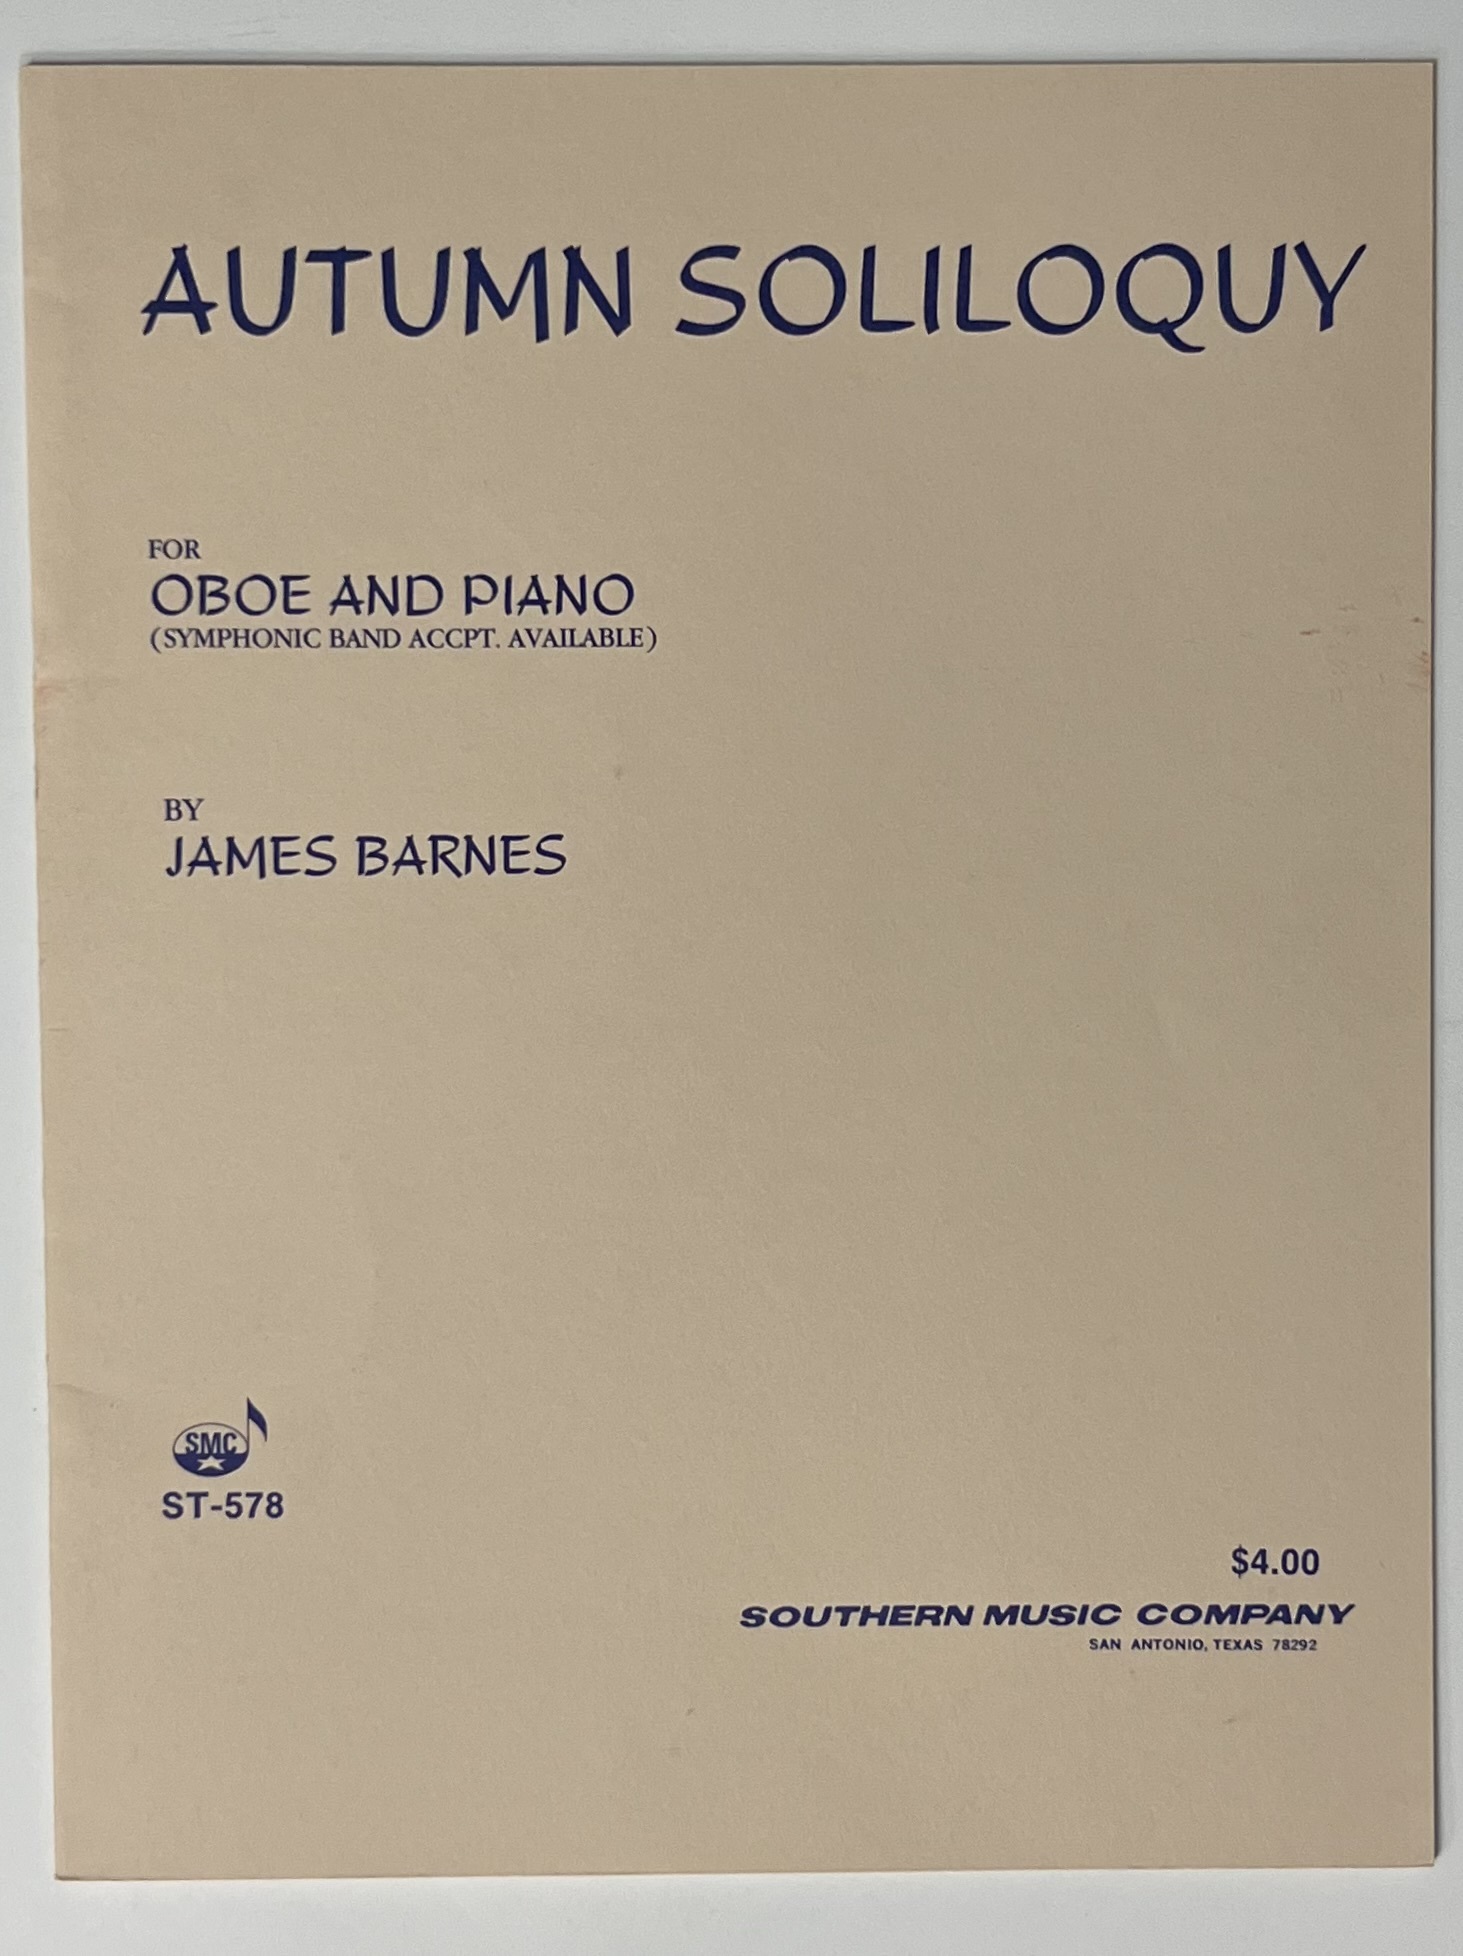 AUTUMN SOLILOQUY
FOR
OBOE AND PIANO
(SYMPHONIC BAND ACCPT. AVAILABLE)
BY
JAMES BARNES
SMC
ST-578
$4.00
SOUTHERN MUSIC COMPANY
SAN ANTONIO, TEXAS 78292